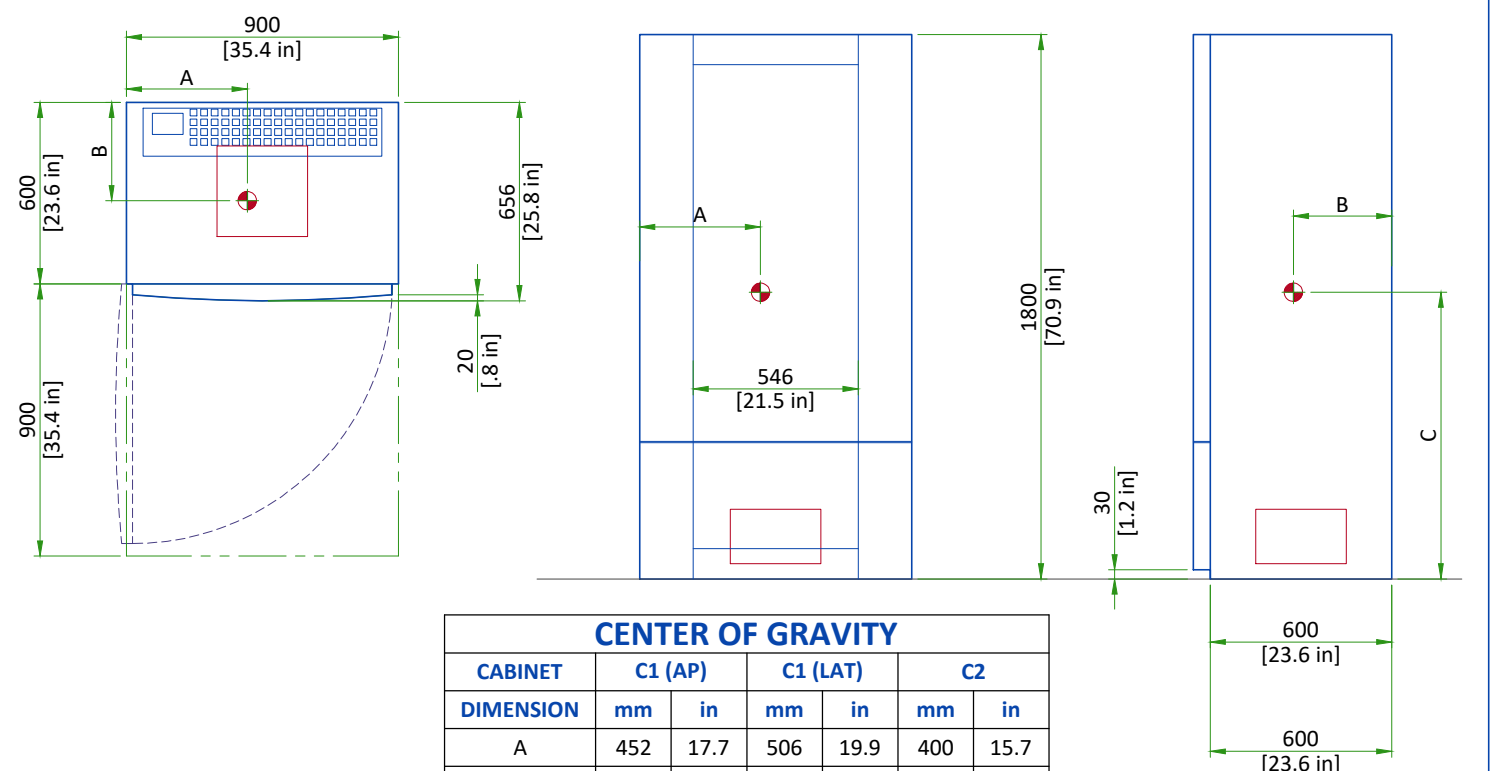 900
[35.4 in]
A
B
600
[23.6 in]
656
[25.8 in]
20
[.8 in]
900
[35.4 in]
A
546
[21.5 in]
1800
[70.9 in]
B
C
30
[1.2 in]
600
[23.6 in]
600
[23.6 in]
CENTER OF GRAVITY
CABINET C1 (AP) C1 (LAT) C2
DIMENSION mm in mm in mm in
A 452 17.7 506 19.9 400 15.7